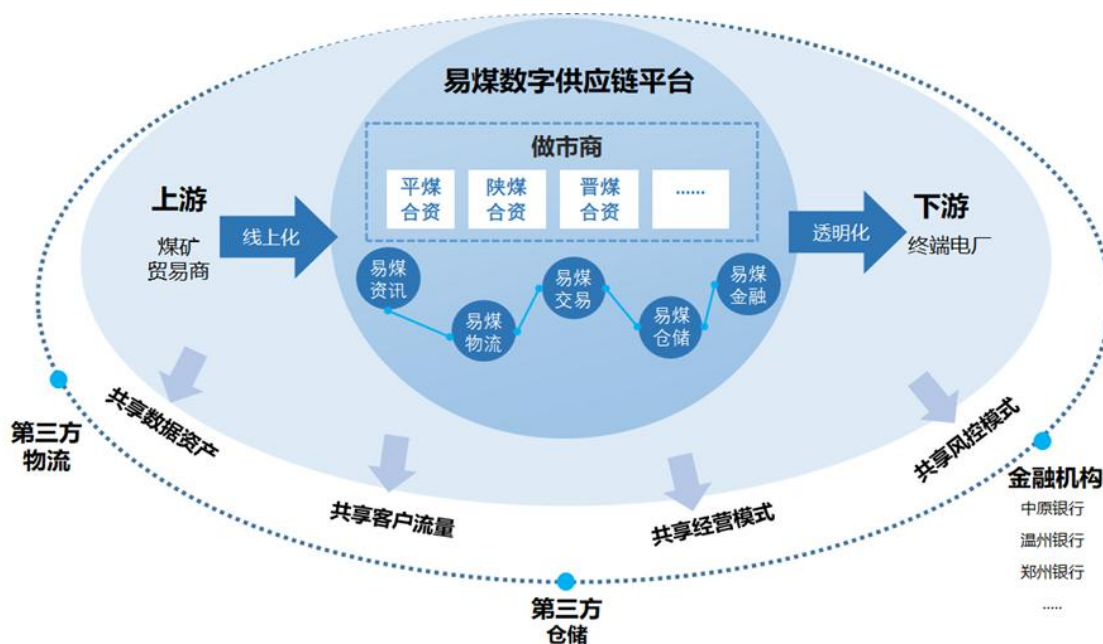 易煤数字供应链平台
做市商
平煤
合资
陕煤
合资
晋煤
合资
......
上游
煤矿
贸易商
线上化
透明化
下游
终端电厂
易煤
资讯
易煤
物流
易煤
交易
易煤
仓储
易煤
金融
共享数据资产
共享客户流量
共享经营模式
共享风控模式
第三方
物流
第三方
仓储
金融机构
中原银行
温州银行
郑州银行
.....